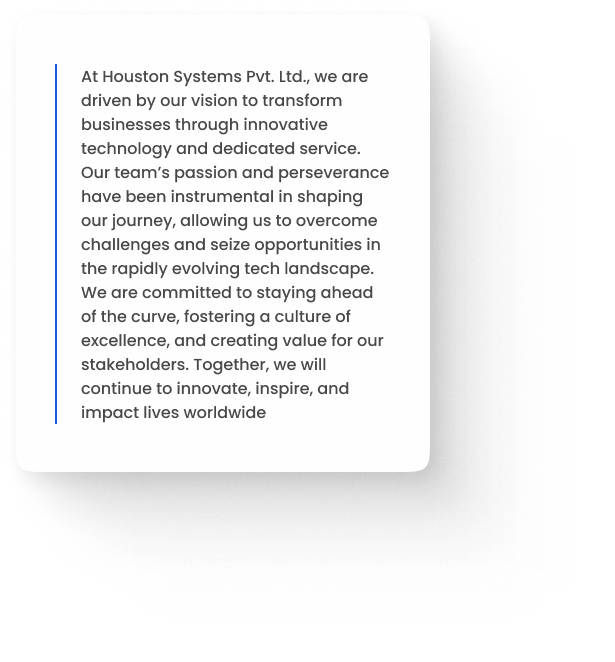 At Houston Systems Pvt. Ltd., we are
driven by our vision to transform
businesses through innovative
technology and dedicated service.
Our team’s passion and perseverance
have been instrumental in shaping
our journey, allowing us to overcome
challenges and seize opportunities in
the rapidly evolving tech landscape.
We are committed to staying ahead
of the curve, fostering a culture of
excellence, and creating value for our
stakeholders. Together, we will
continue to innovate, inspire, and
impact lives worldwide